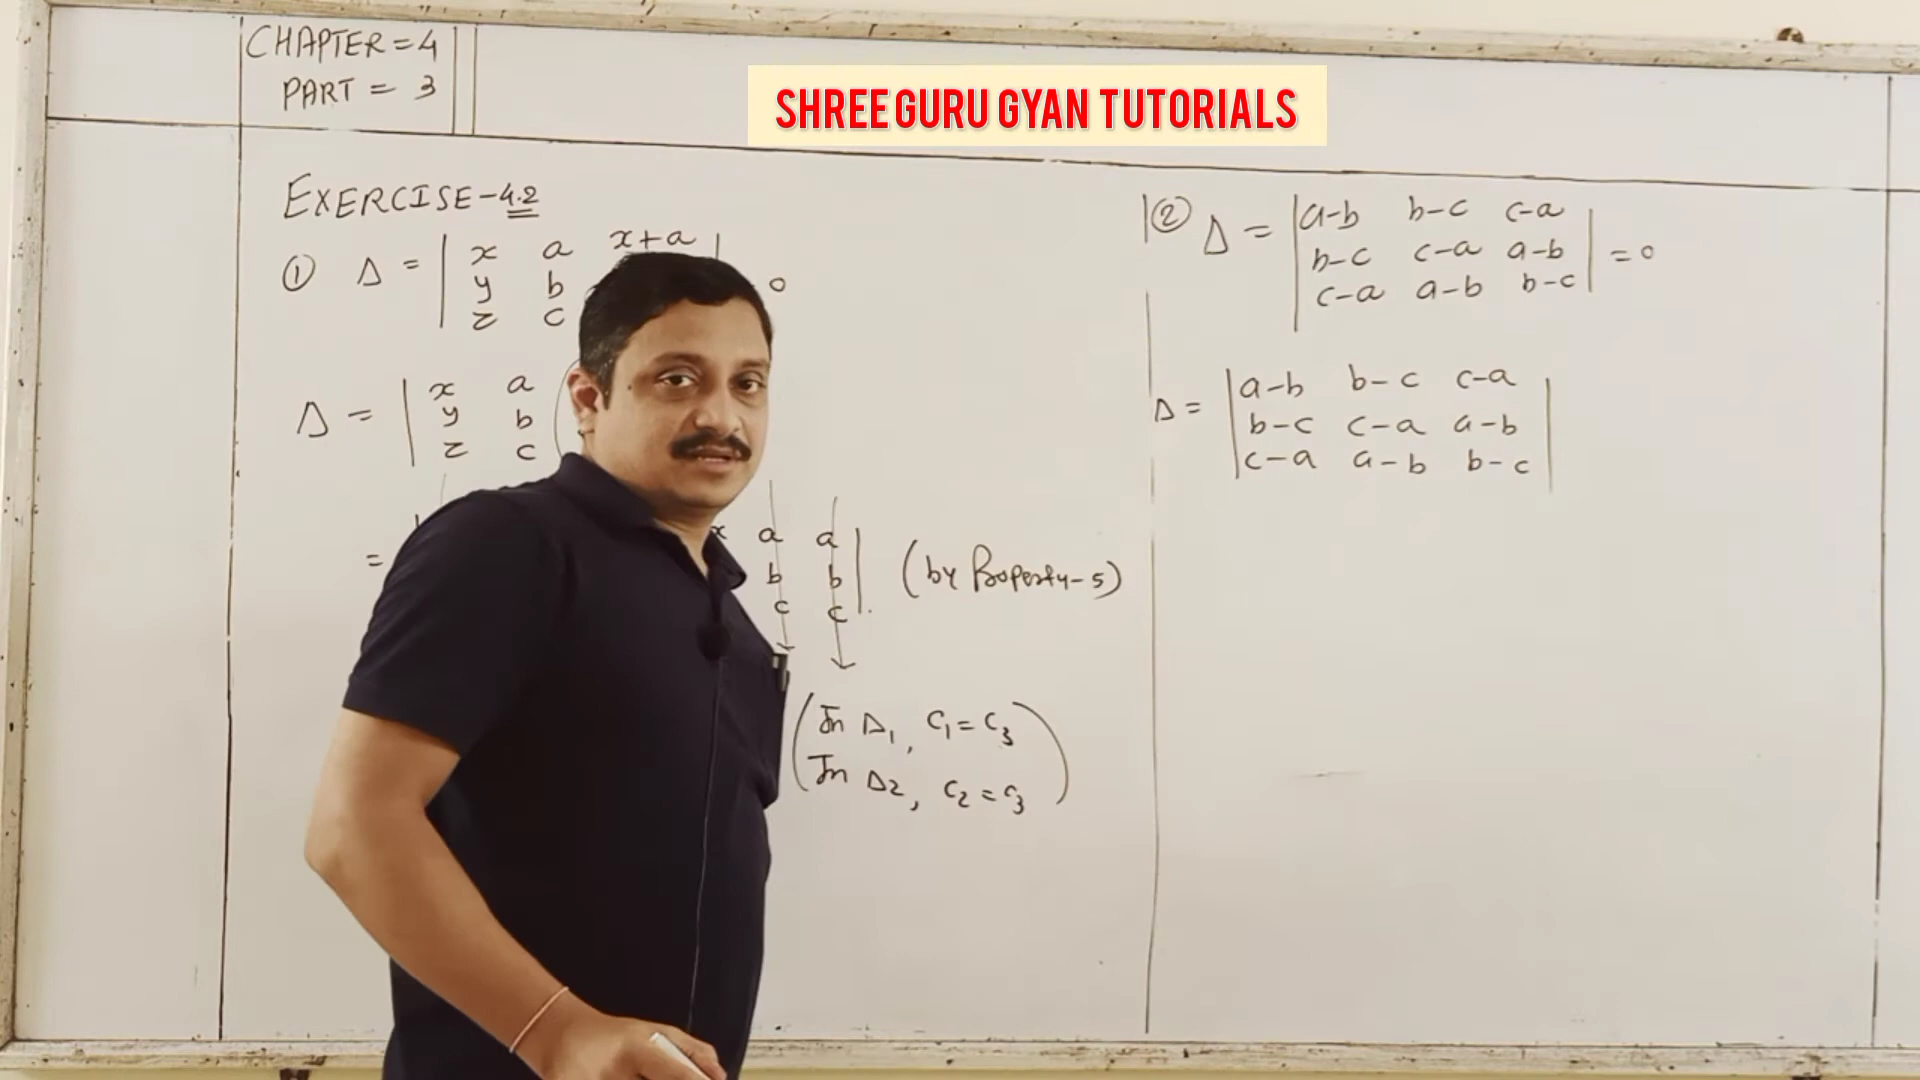 CHAPTER = 4
PART = 3
SHREE GURU GYAN TUTORIALS
EXERCISE-4.2
① Δ = | x a x+a |
y b 0
z c
Δ = | x a
y b
z c
= x a a |
b b (by Property-5)
c c .
(In Δ1, C1 = C3)
(In Δ2, C2 = C3)
② Δ = | a-b b-c c-a |
| b-c c-a a-b | = 0
| c-a a-b b-c |
Δ = | a-b b-c c-a |
| b-c c-a a-b |
| c-a a-b b-c |